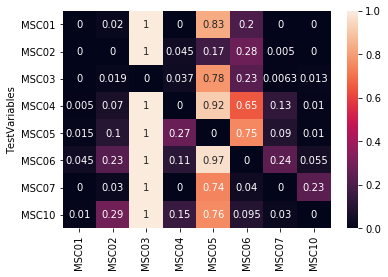 MSC01 0 0.02 1 0 0.83 0.2 0 0 1.0
MSC02 0 0 1 0.045 0.17 0.28 0.005 0
MSC03 0 0.019 0 0.037 0.78 0.23 0.0063 0.013 0.8
MSC04 0.005 0.07 1 0 0.92 0.65 0.13 0.01 0.6
TestVariables
MSC05 0.015 0.1 1 0.27 0 0.75 0.09 0.01 0.4
MSC06 0.045 0.23 1 0.11 0.97 0 0.24 0.055
MSC07 0 0.03 1 0 0.74 0.04 0 0.23 0.2
MSC10 0.01 0.29 1 0.15 0.76 0.095 0.03 0 0.0
MSC01 MSC02 MSC03 MSC04 MSC05 MSC06 MSC07 MSC10